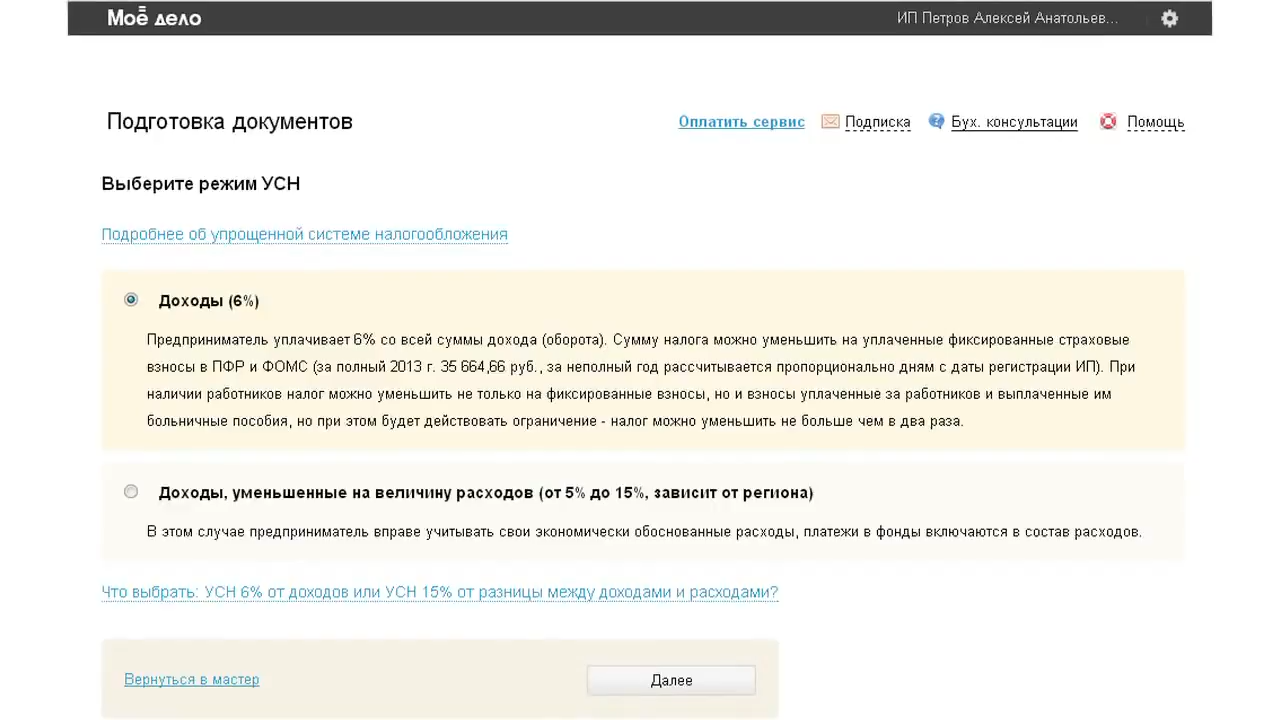 Моё дело
ИП Петров Алексей Анатольев...
Подготовка документов
Оплатить сервис Подписка Бух. консультации Помощь
Выберите режим УСН
Подробнее об упрощенной системе налогообложения
Доходы (6%)
Предприниматель уплачивает 6% со всей суммы дохода (оборота). Сумму налога можно уменьшить на уплаченные фиксированные страховые
взносы в ПФР и ФОМС (за полный 2013 г. 35 664,66 руб., за неполный год рассчитывается пропорционально дням с даты регистрации ИП). При
наличии работников налог можно уменьшить не только на фиксированные взносы, но и взносы уплаченные за работников и выплаченные им
больничные пособия, но при этом будет действовать ограничение - налог можно уменьшить не больше чем в два раза.
Доходы, уменьшенные на величину расходов (от 5% до 15%, зависит от региона)
В этом случае предприниматель вправе учитывать свои экономически обоснованные расходы, платежи в фонды включаются в состав расходов.
Что выбрать: УСН 6% от доходов или УСН 15% от разницы между доходами и расходами?
Вернуться в мастер
Далее